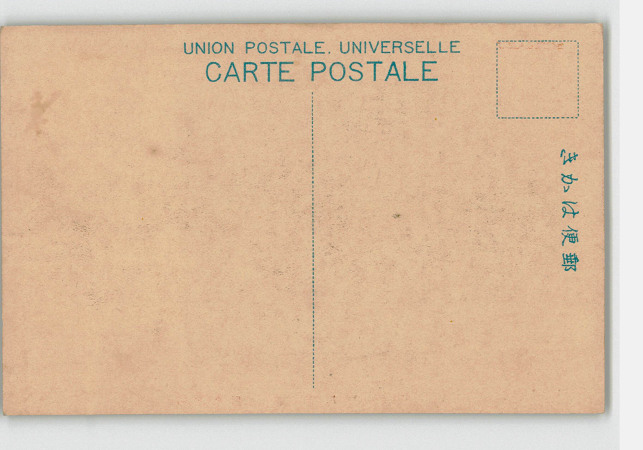 UNION POSTALE. UNIVERSELLE
CARTE POSTALE
きかは便郵